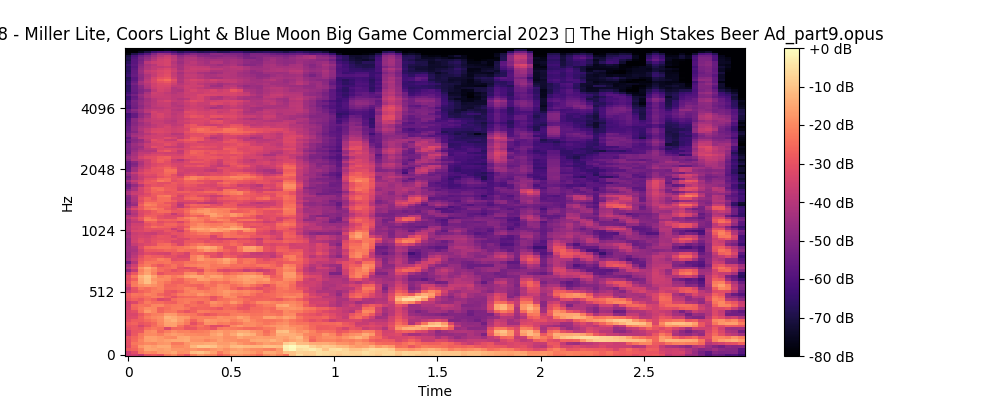 8 - Miller Lite, Coors Light & Blue Moon Big Game Commercial 2023 ▯ The High Stakes Beer Ad_part9.opus
+0 dB
4096
-10 dB
-20 dB
2048
-30 dB
Hz
1024
-40 dB
-50 dB
512
-60 dB
-70 dB
0
-80 dB
0 0.5 1 1.5 2 2.5
Time